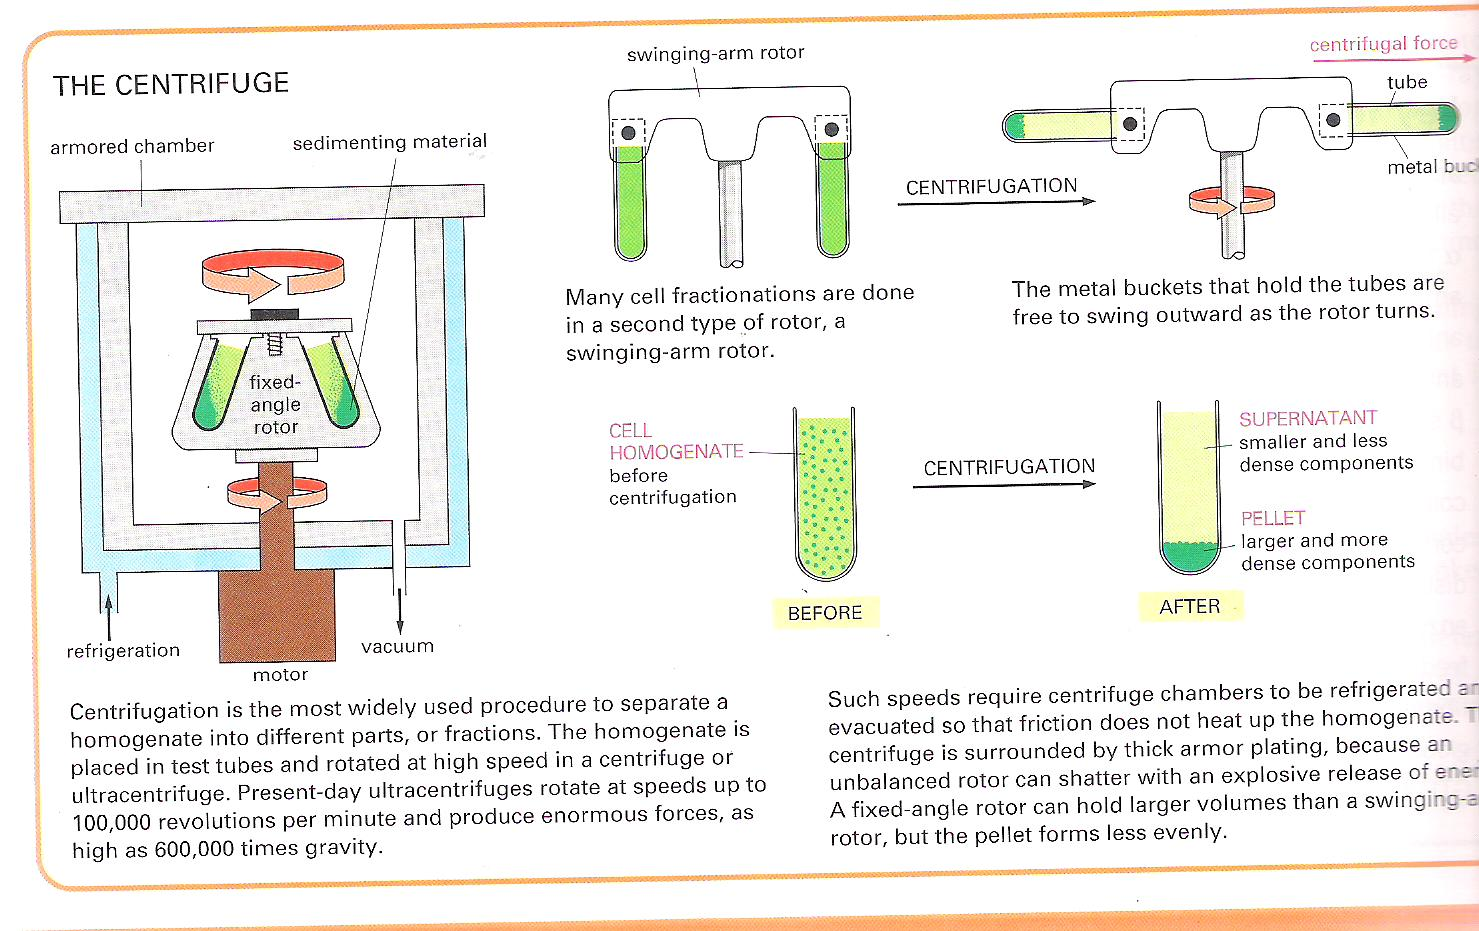 THE CENTRIFUGE
armored chamber
sedimenting material
fixed-
angle
rotor
refrigeration
motor
vacuum
swinging-arm rotor
CENTRIFUGATION
centrifugal force
tube
metal
Many cell fractionations are done
in a second type of rotor, a
swinging-arm rotor.
The metal buckets that hold the tubes are
free to swing outward as the rotor turns.
CELL
HOMOGENATE
before
centrifugation
BEFORE
CENTRIFUGATION
SUPERNATANT
smaller and less
dense components
PELLET
larger and more
dense components
AFTER
Centrifugation is the most widely used procedure to separate a
homogenate into different parts, or fractions. The homogenate is
placed in test tubes and rotated at high speed in a centrifuge or
ultracentrifuge. Present-day ultracentrifuges rotate at speeds up to
100,000 revolutions per minute and produce enormous forces, as
high as 600,000 times gravity.
Such speeds require centrifuge chambers to be refrigerated
evacuated so that friction does not heat up the homogenate.
centrifuge is surrounded by thick armor plating, because an
unbalanced rotor can shatter with an explosive release of
A fixed-angle rotor can hold larger volumes than a
rotor, but the pellet forms less evenly.